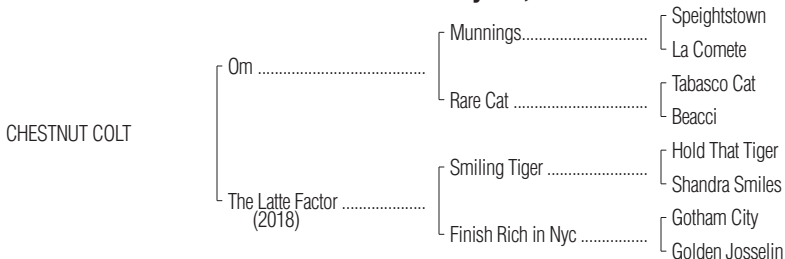 Speightstown
Munnings
La Comete
Om
Tabasco Cat
Rare Cat
Beacci
CHESTNUT COLT
Hold That Tiger
Smiling Tiger
Shandra Smiles
The Latte Factor
(2018)
Gotham City
Finish Rich in Nyc
Golden Josselin